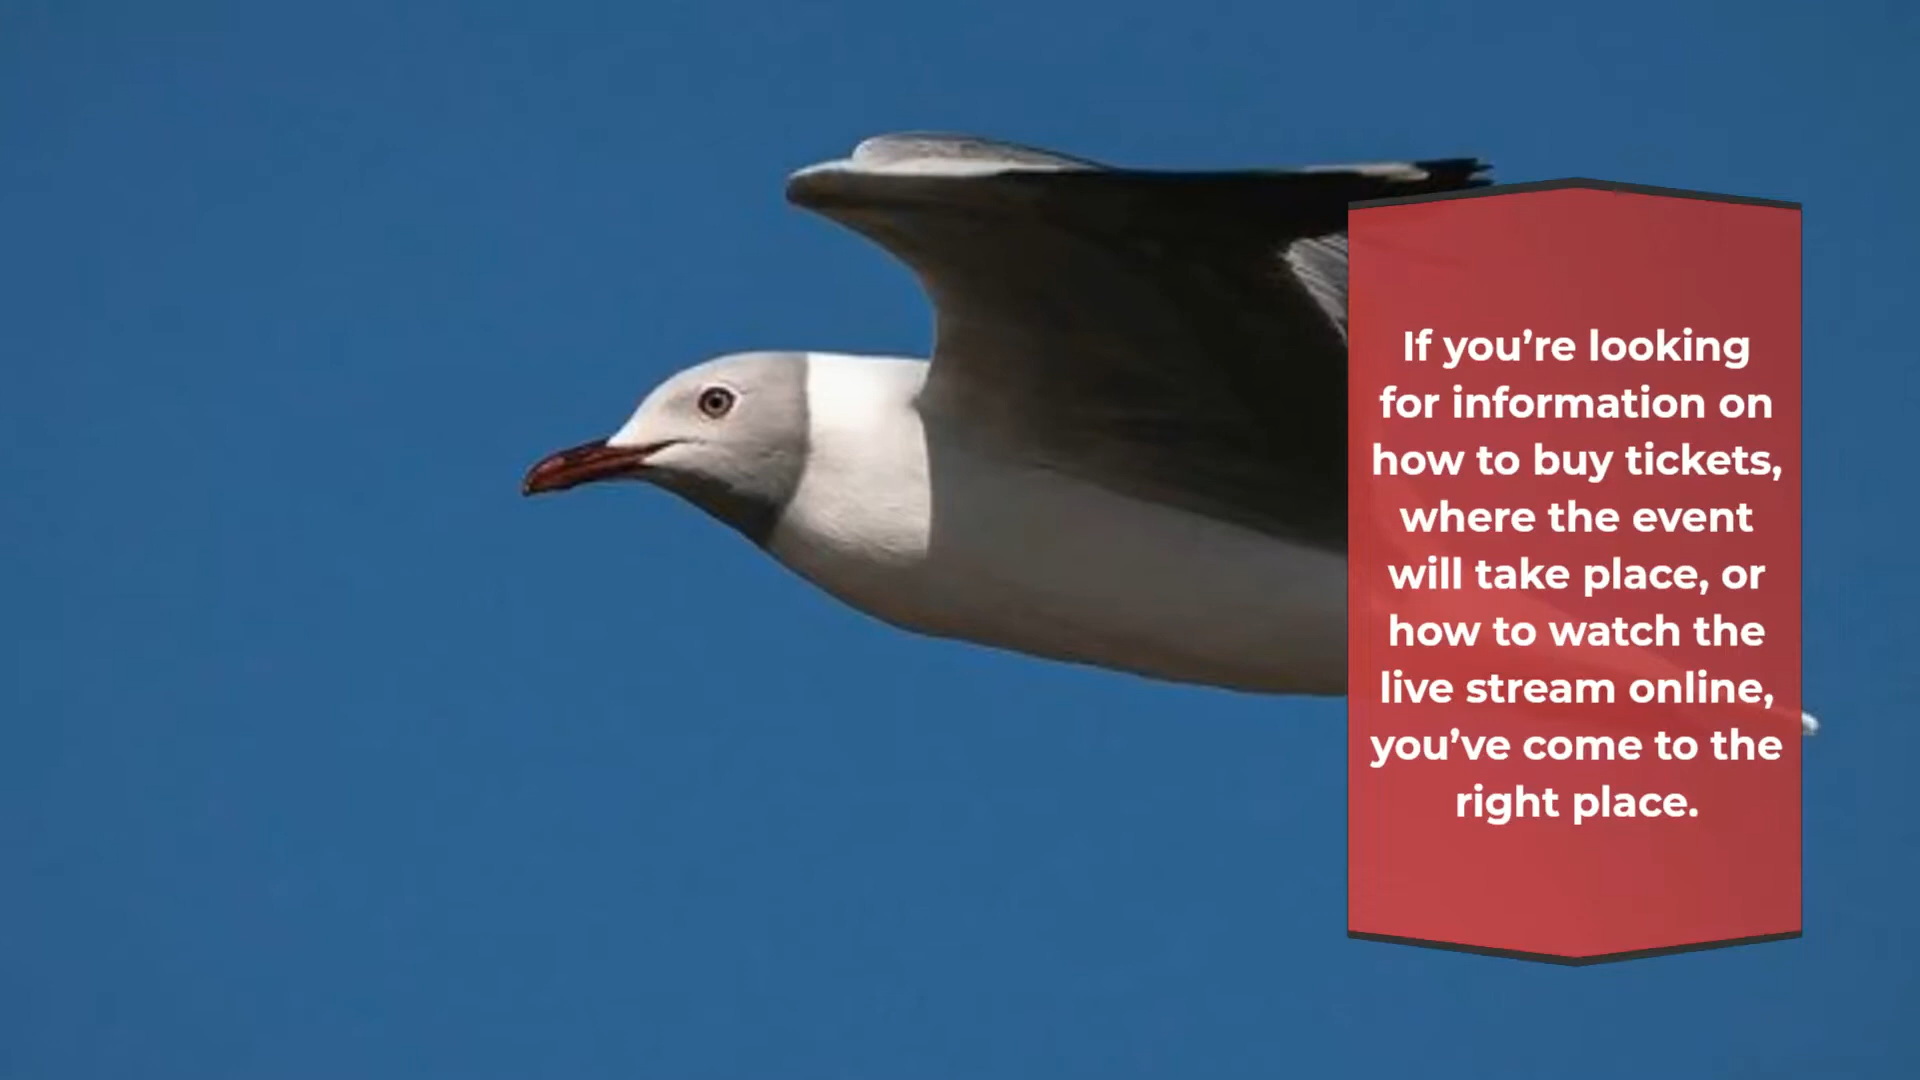 If you’re looking
for information on
how to buy tickets,
where the event
will take place, or
how to watch the
live stream online,
you’ve come to the
right place.